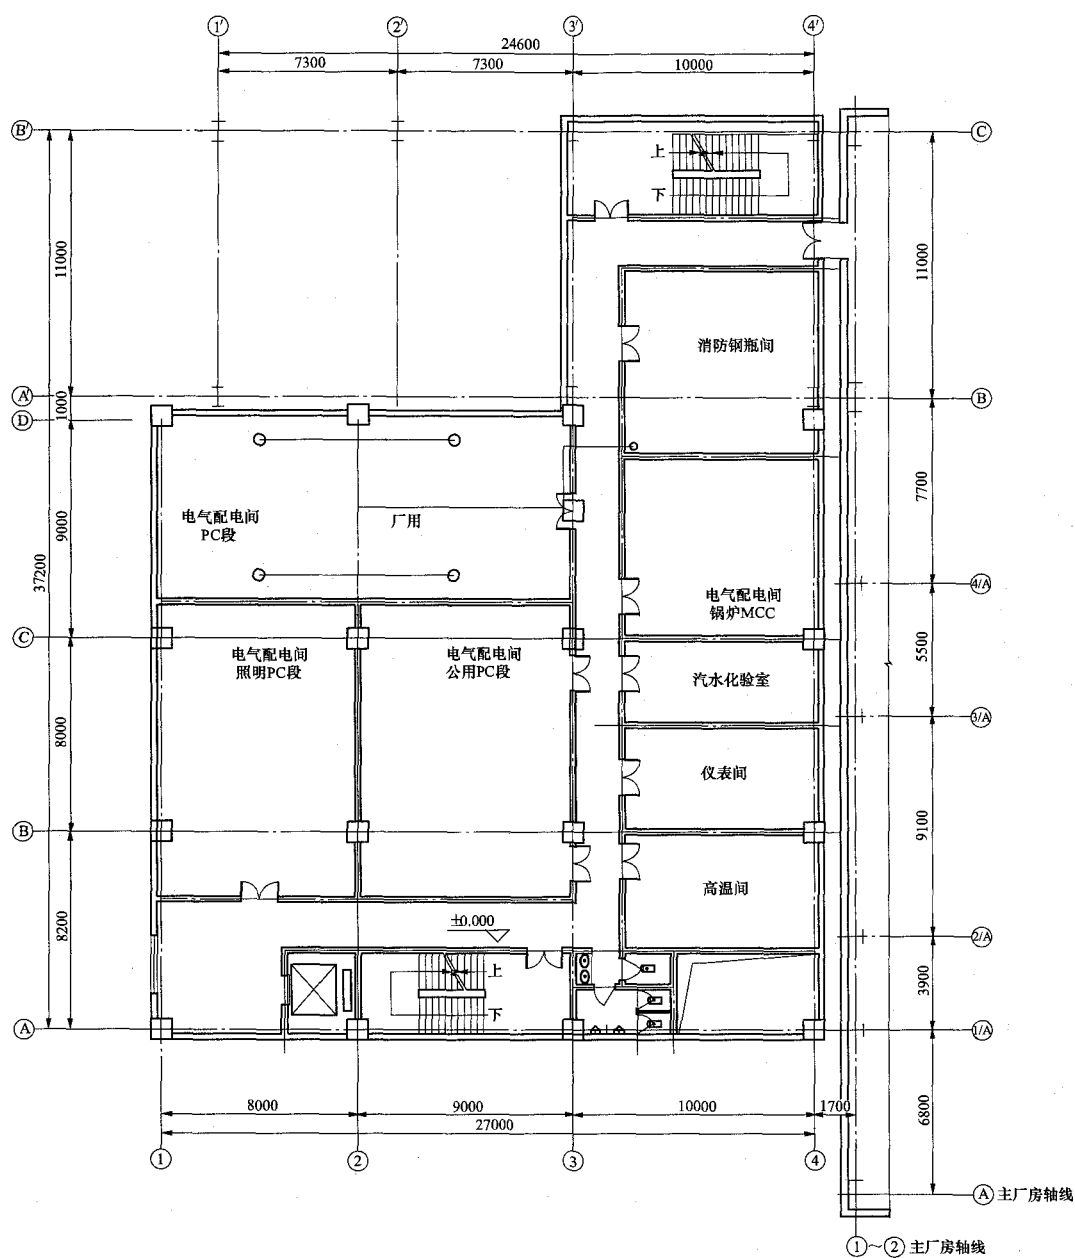 1′ 2′ 3′ 4′
24600
7300 7300 10000
B′ C
上
下
11000 11000
消防钢瓶间
A′ B
1000
D
7700
电气配电间
PC段
厂用
9000
37200
4/A
电气配电间
锅炉MCC
C
电气配电间
照明PC段
电气配电间
公用PC段
5500
汽水化验室
3/A
8000
仪表间
B
9100
高温间
8200
±0.000
2/A
上
下
3900
A 1/A
8000 9000 10000 1700
6800
27000
1 2 3 4
A 主厂房轴线
1～2 主厂房轴线